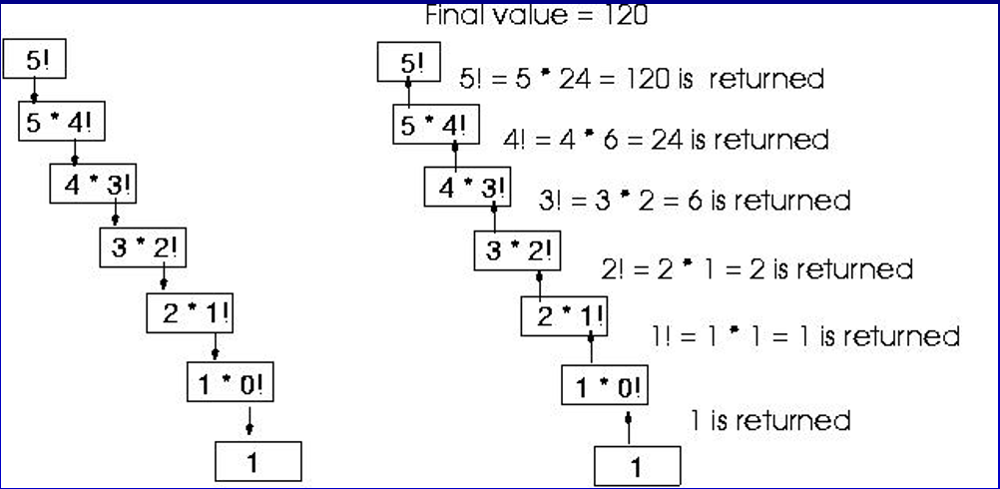 Final value = 120
5!
5 * 4!
4 * 3!
3 * 2!
2 * 1!
1 * 0!
1
5!
5! = 5 * 24 = 120 is returned
5 * 4!
4! = 4 * 6 = 24 is returned
4 * 3!
3! = 3 * 2 = 6 is returned
3 * 2!
2! = 2 * 1 = 2 is returned
2 * 1!
1! = 1 * 1 = 1 is returned
1 * 0!
1 is returned
1